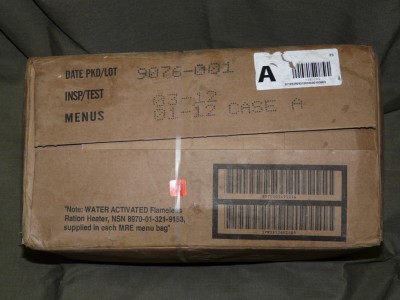 DATE PKD/LOT 9076-001
A
INSP/TEST 03-12
MENUS 01-12 CASE A
"Note: WATER ACTIVATED Flameless
Ration Heater, NSN 8970-01-321-9153,
supplied in each MRE menu bag"